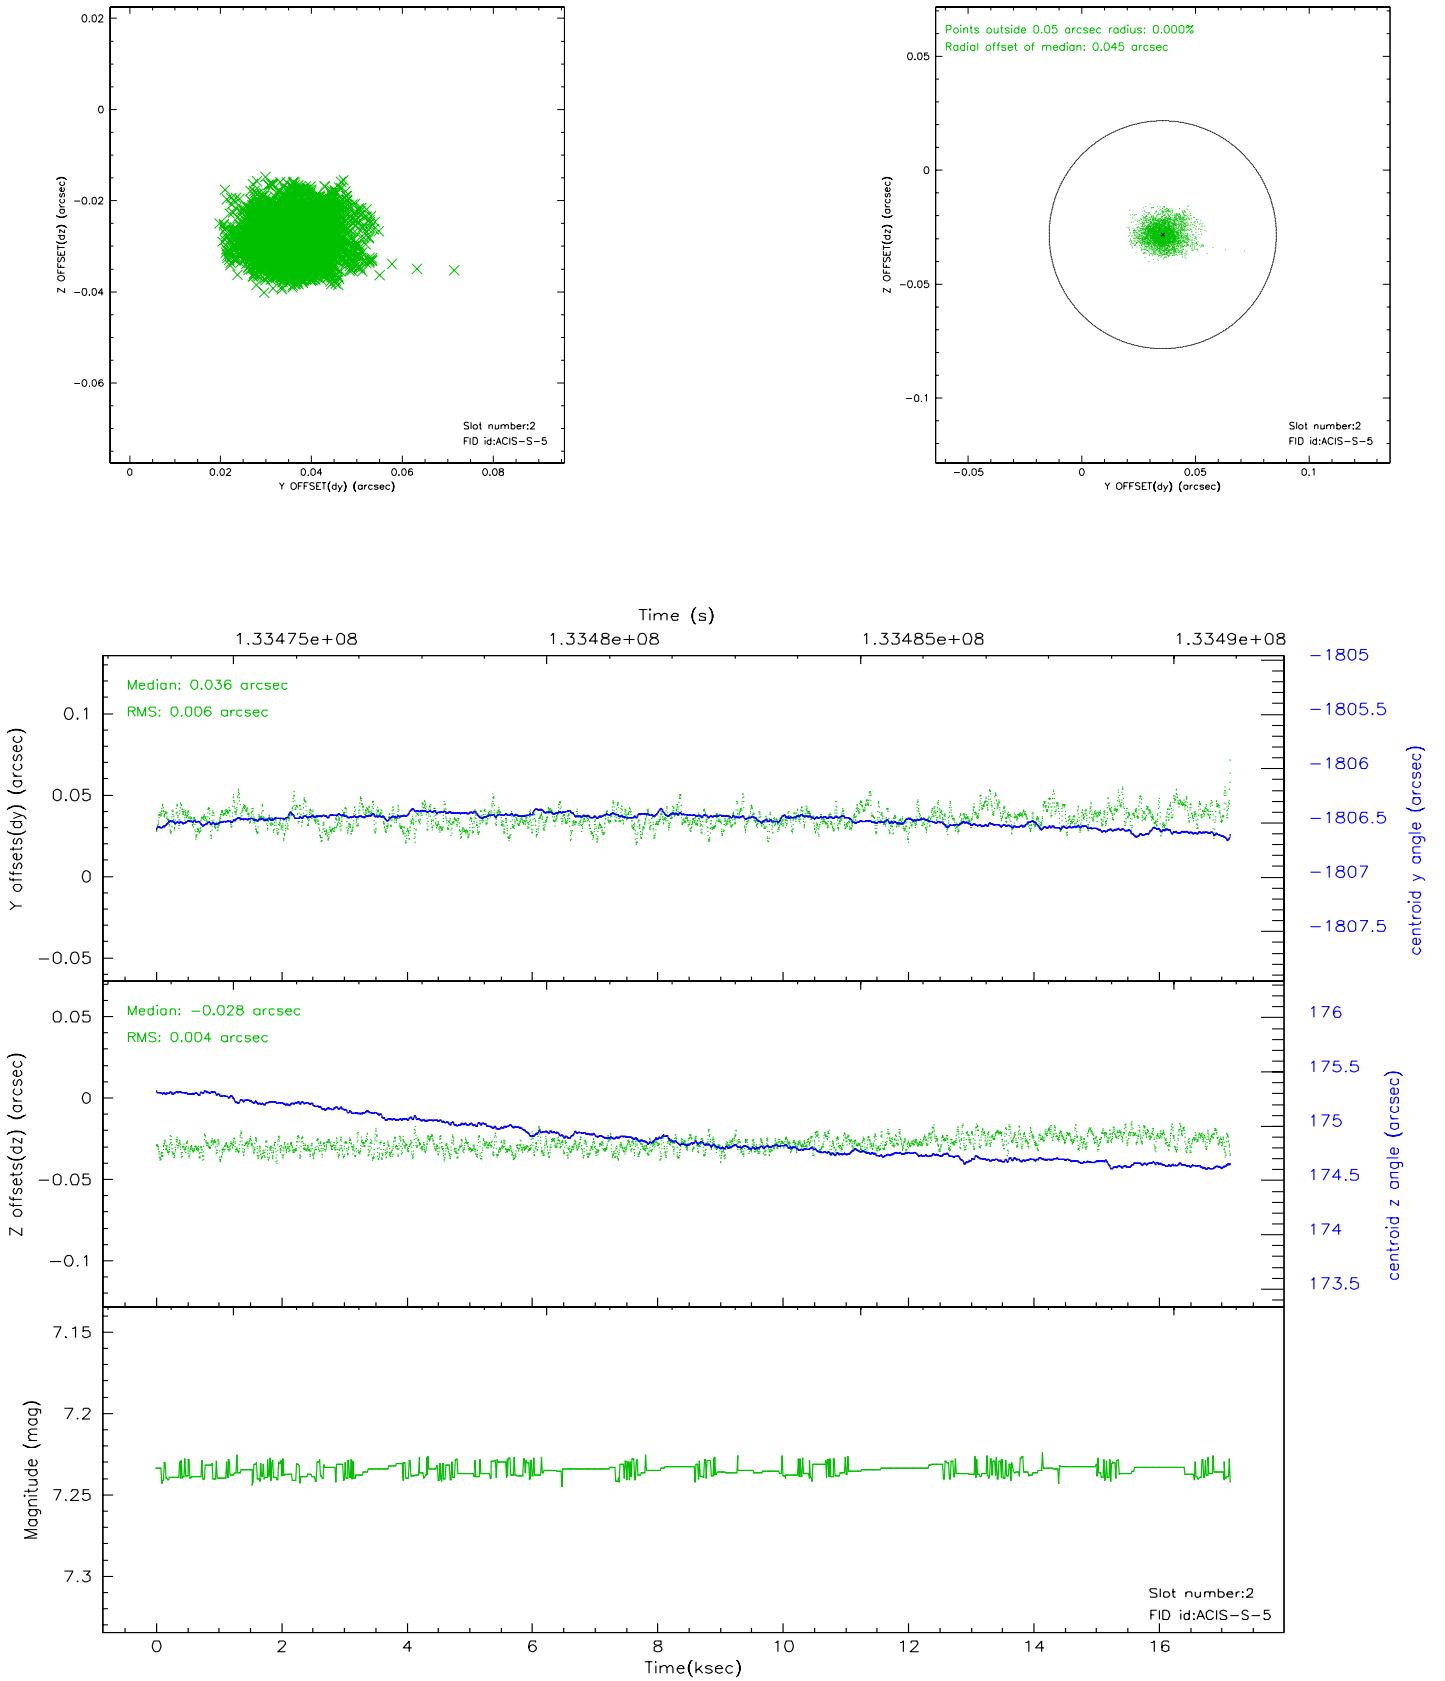 0.02
0
-0.02
-0.04
-0.06
Z OFFSET(dz) (arcsec)
Slot number:2
FID id:ACIS-S-5
0 0.02 0.04 0.06 0.08
Y OFFSET(dy) (arcsec)
Points outside 0.05 arcsec radius: 0.000%
Radial offset of median: 0.045 arcsec
0.05
0
-0.05
-0.1
Z OFFSET(dz) (arcsec)
Slot number:2
FID id:ACIS-S-5
-0.05 0 0.05 0.1
Y OFFSET(dy) (arcsec)
Time (s)
1.33475e+08 1.3348e+08 1.33485e+08 1.3349e+08
Median: 0.036 arcsec
RMS: 0.006 arcsec
0.1
0.05
0
-0.05
Y offsets(dy) (arcsec)
-1805
-1805.5
-1806
-1806.5
-1807
-1807.5
centroid y angle (arcsec)
Median: -0.028 arcsec
RMS: 0.004 arcsec
0.05
0
-0.05
-0.1
Z offsets(dz) (arcsec)
176
175.5
175
174.5
174
173.5
centroid z angle (arcsec)
7.15
7.2
7.25
7.3
Magnitude (mag)
Slot number:2
FID id:ACIS-S-5
0 2 4 6 8 10 12 14 16
Time(ksec)